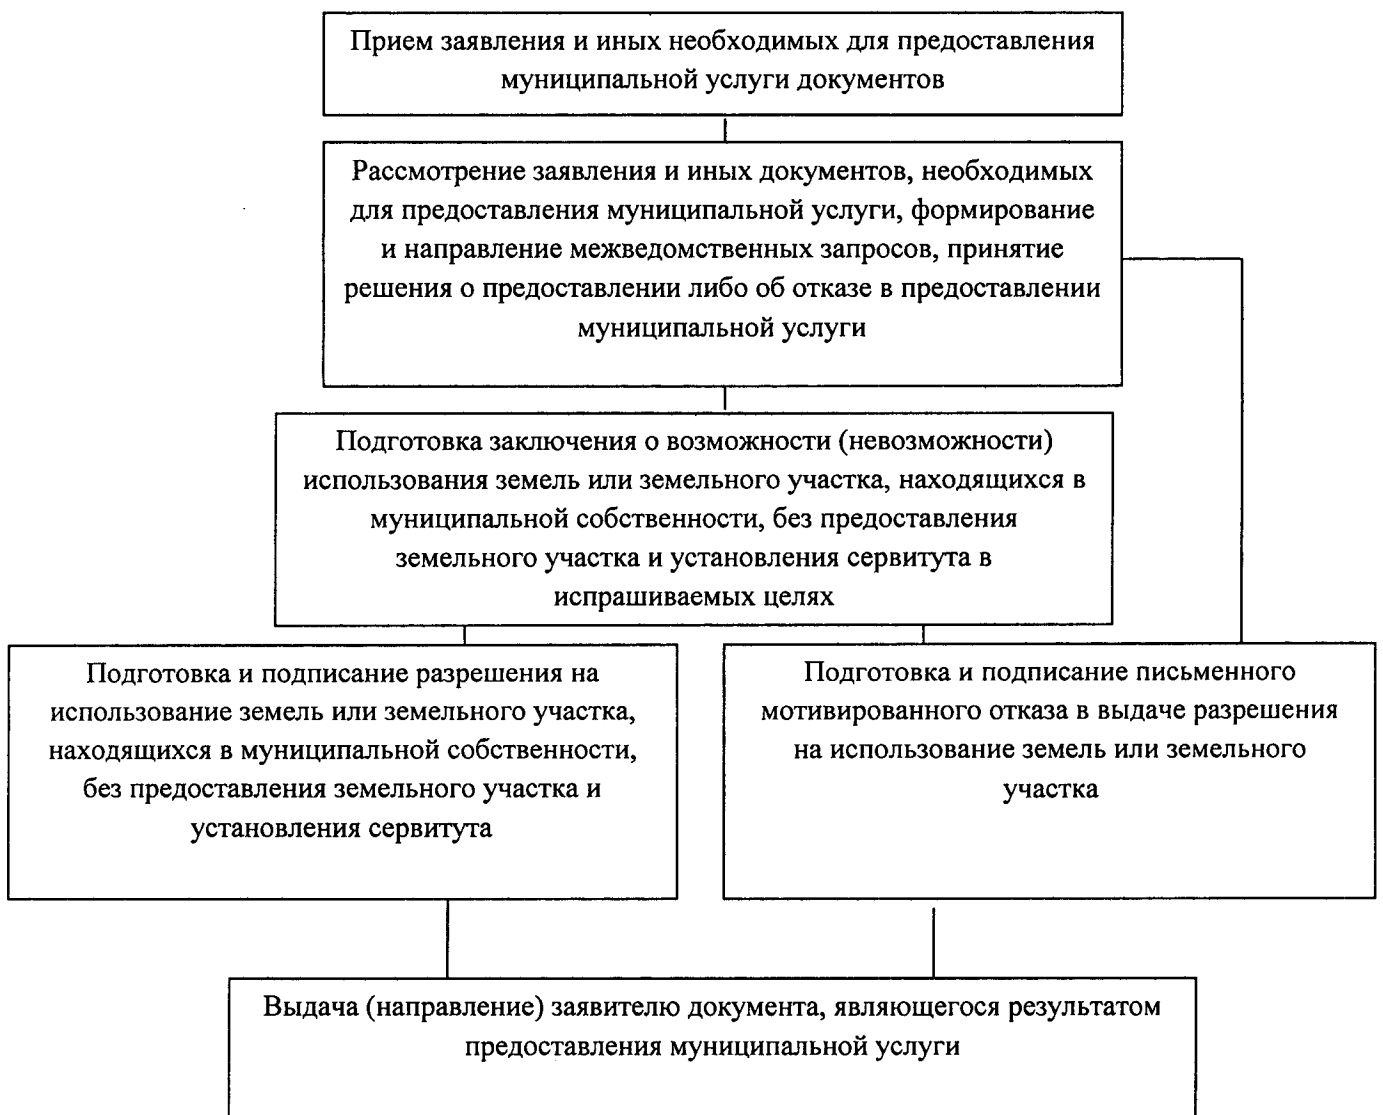 Прием заявления и иных необходимых для предоставления
муниципальной услуги документов
Рассмотрение заявления и иных документов, необходимых
для предоставления муниципальной услуги, формирование
и направление межведомственных запросов, принятие
решения о предоставлении либо об отказе в предоставлении
муниципальной услуги
Подготовка заключения о возможности (невозможности)
использования земель или земельного участка, находящихся в
муниципальной собственности, без предоставления
земельного участка и установления сервитута в
испрашиваемых целях
Подготовка и подписание разрешения на
использование земель или земельного участка,
находящихся в муниципальной собственности,
без предоставления земельного участка и
установления сервитута
Подготовка и подписание письменного
мотивированного отказа в выдаче разрешения
на использование земель или земельного
участка
Выдача (направление) заявителю документа, являющегося результатом
предоставления муниципальной услуги